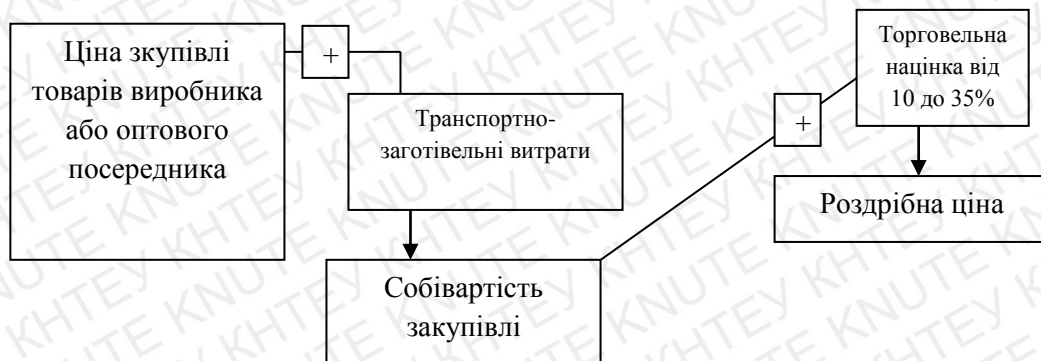 Ціна зкупівлі
товарів виробника
або оптового
посередника
+
Транспортно-
заготівельні витрати
Собівартість
закупівлі
+
Торговельна
націнка від
10 до 35%
Роздрібна ціна